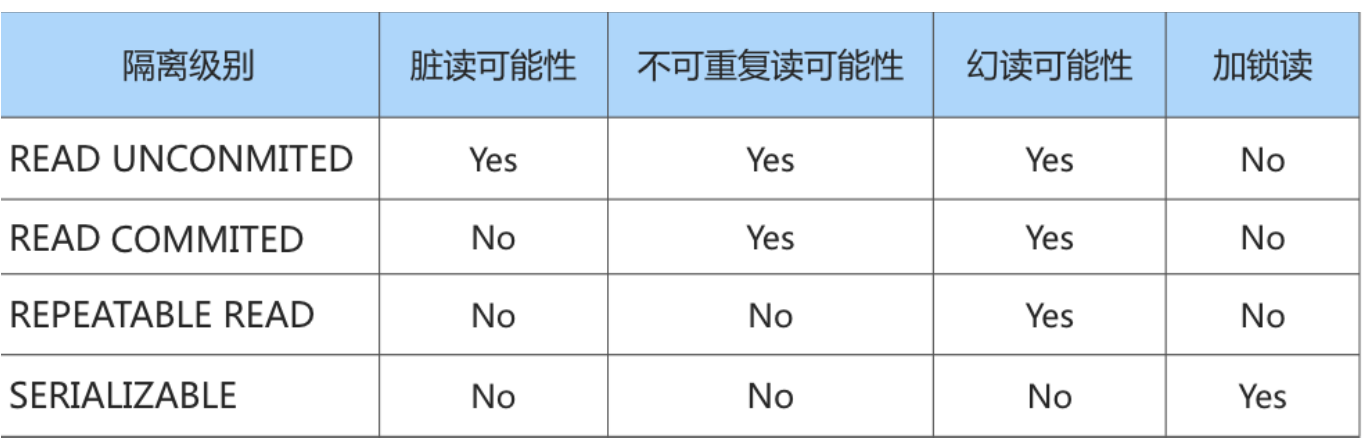 隔离级别 脏读可能性 不可重复读可能性 幻读可能性 加锁读
READ UNCONMITED Yes Yes Yes No
READ COMMITED No Yes Yes No
REPEATABLE READ No No Yes No
SERIALIZABLE No No No Yes